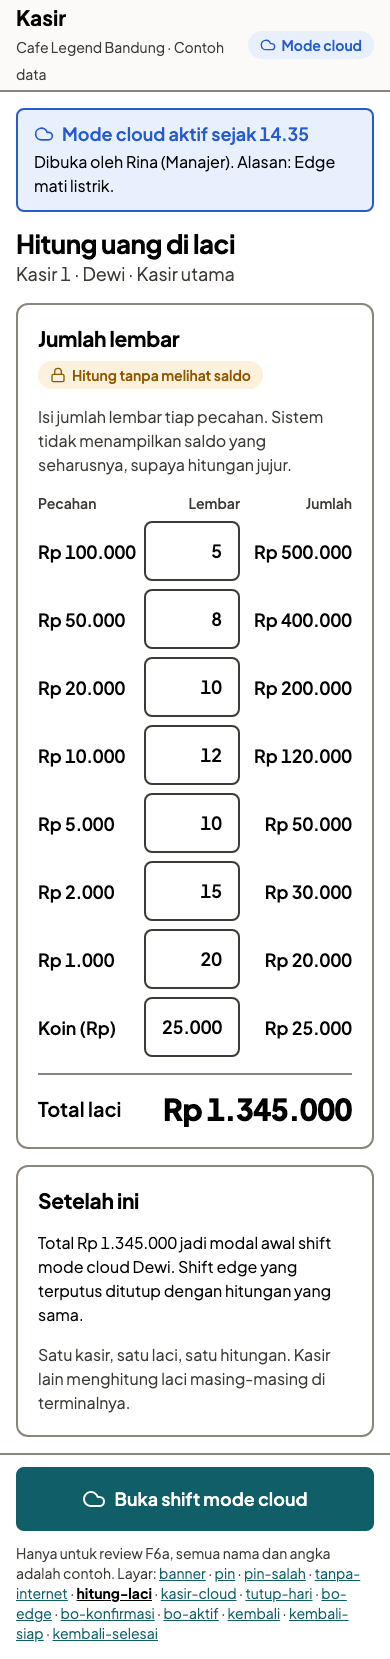 Kasir
Cafe Legend Bandung · Contoh
data
Mode cloud
Mode cloud aktif sejak 14.35
Dibuka oleh Rina (Manajer). Alasan: Edge
mati listrik.
Hitung uang di laci
Kasir 1 · Dewi · Kasir utama
Jumlah lembar
Hitung tanpa melihat saldo
Isi jumlah lembar tiap pecahan. Sistem
tidak menampilkan saldo yang
seharusnya, supaya hitungan jujur.
Pecahan Lembar Jumlah
Rp 100.000 5 Rp 500.000
Rp 50.000 8 Rp 400.000
Rp 20.000 10 Rp 200.000
Rp 10.000 12 Rp 120.000
Rp 5.000 10 Rp 50.000
Rp 2.000 15 Rp 30.000
Rp 1.000 20 Rp 20.000
Koin (Rp) 25.000 Rp 25.000
Total laci Rp 1.345.000
Setelah ini
Total Rp 1.345.000 jadi modal awal shift
mode cloud Dewi. Shift edge yang
terputus ditutup dengan hitungan yang
sama.
Satu kasir, satu laci, satu hitungan. Kasir
lain menghitung laci masing-masing di
terminalnya.
Buka shift mode cloud
Hanya untuk review F6a, semua nama dan angka
adalah contoh. Layar: banner · pin · pin-salah · tanpa-
internet · hitung-laci · kasir-cloud · tutup-hari · bo-
edge · bo-konfirmasi · bo-aktif · kembali · kembali-
siap · kembali-selesai